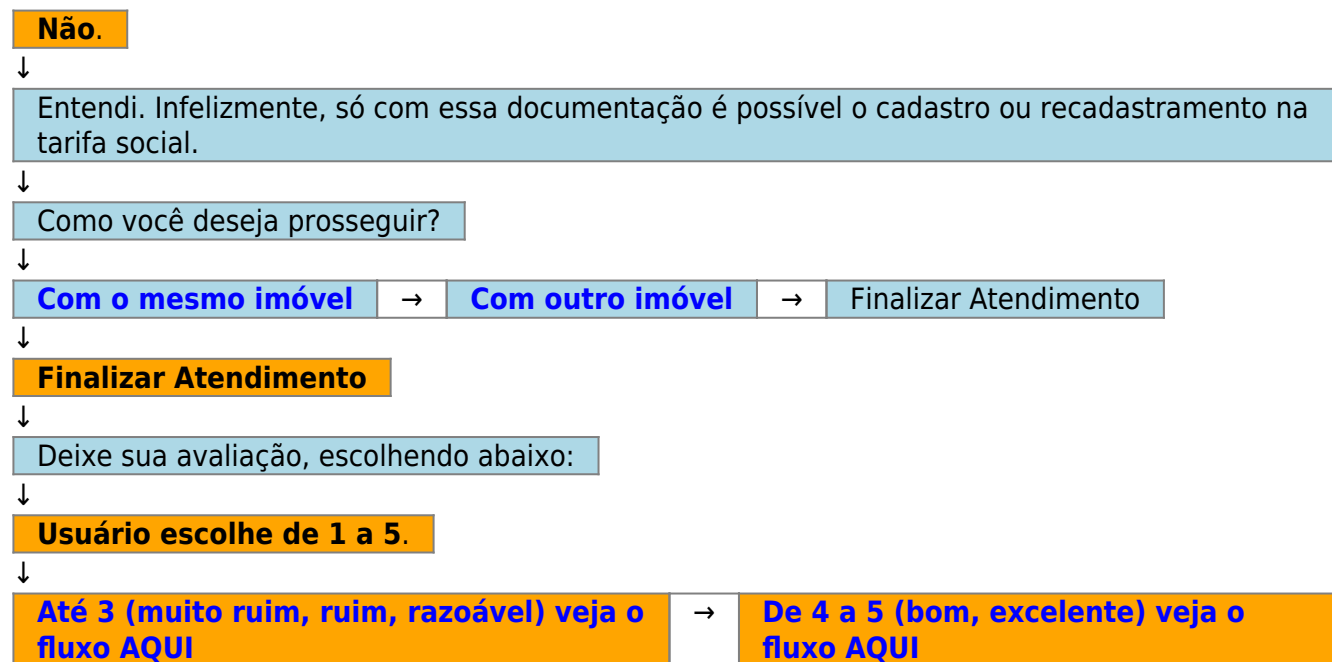 Não.
↓
Entendi. Infelizmente, só com essa documentação é possível o cadastro ou recadastramento na
tarifa social.
↓
Como você deseja prosseguir?
↓
Com o mesmo imóvel → Com outro imóvel → Finalizar Atendimento
↓
Finalizar Atendimento
↓
Deixe sua avaliação, escolhendo abaixo:
↓
Usuário escolhe de 1 a 5.
↓
Até 3 (muito ruim, ruim, razoável) veja o
fluxo AQUI
→
De 4 a 5 (bom, excelente) veja o
fluxo AQUI